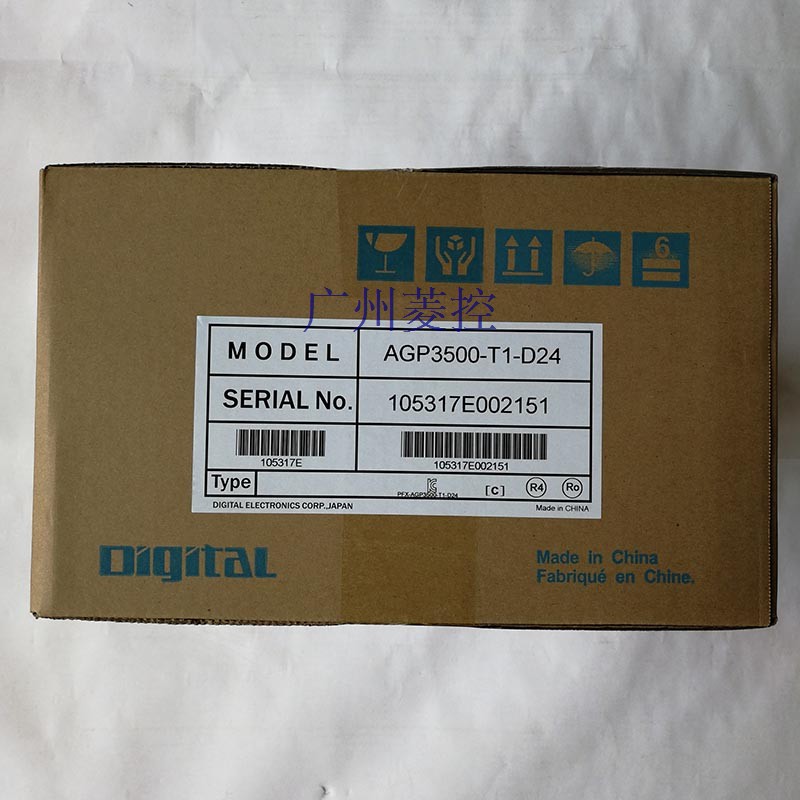 6
广州菱控
MODEL AGP3500-T1-D24
SERIAL No. 105317E002151
105317E 105317E002151
Type
PFX-AGP3500-T1-D24 [C] R4 Ro
DIGITAL ELECTRONICS CORP.,JAPAN Made in CHINA
Digital
Made in China
Fabriqué en Chine.